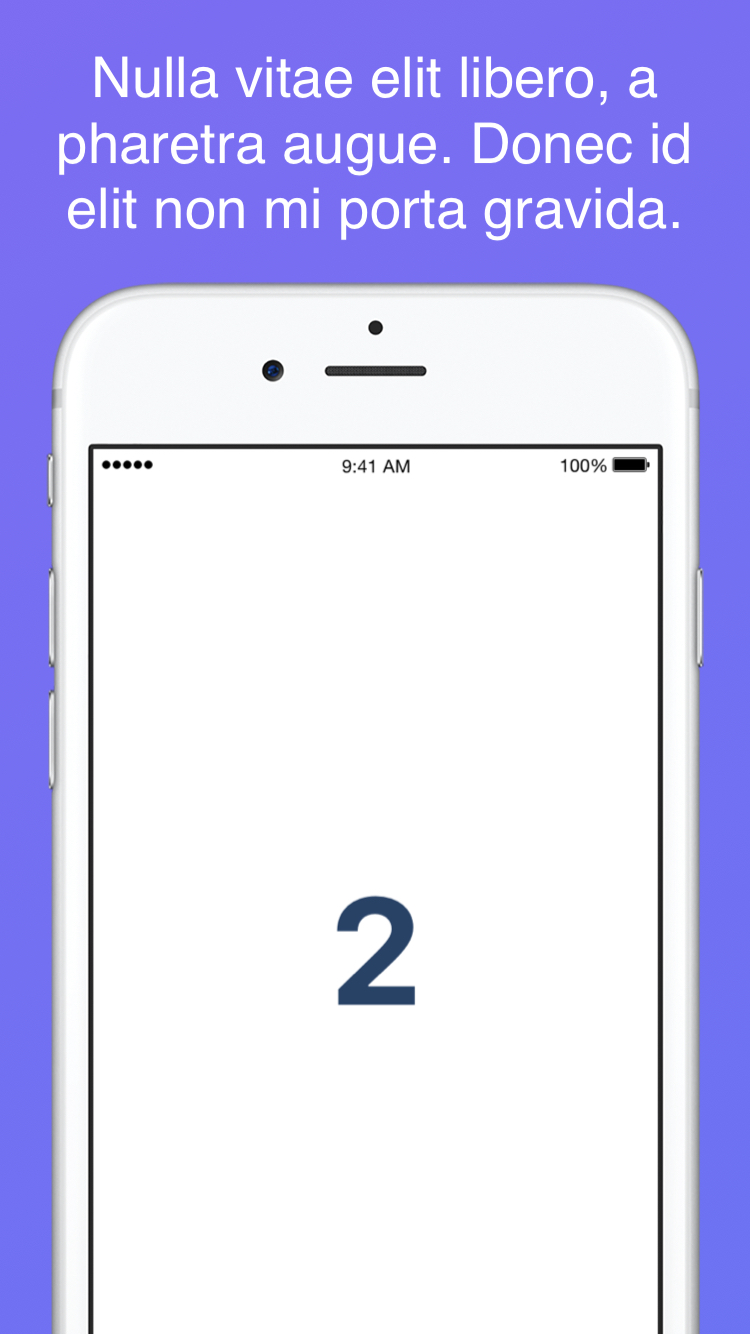 Nulla vitae elit libero, a
pharetra augue. Donec id
elit non mi porta gravida.
9:41 AM 100%
2